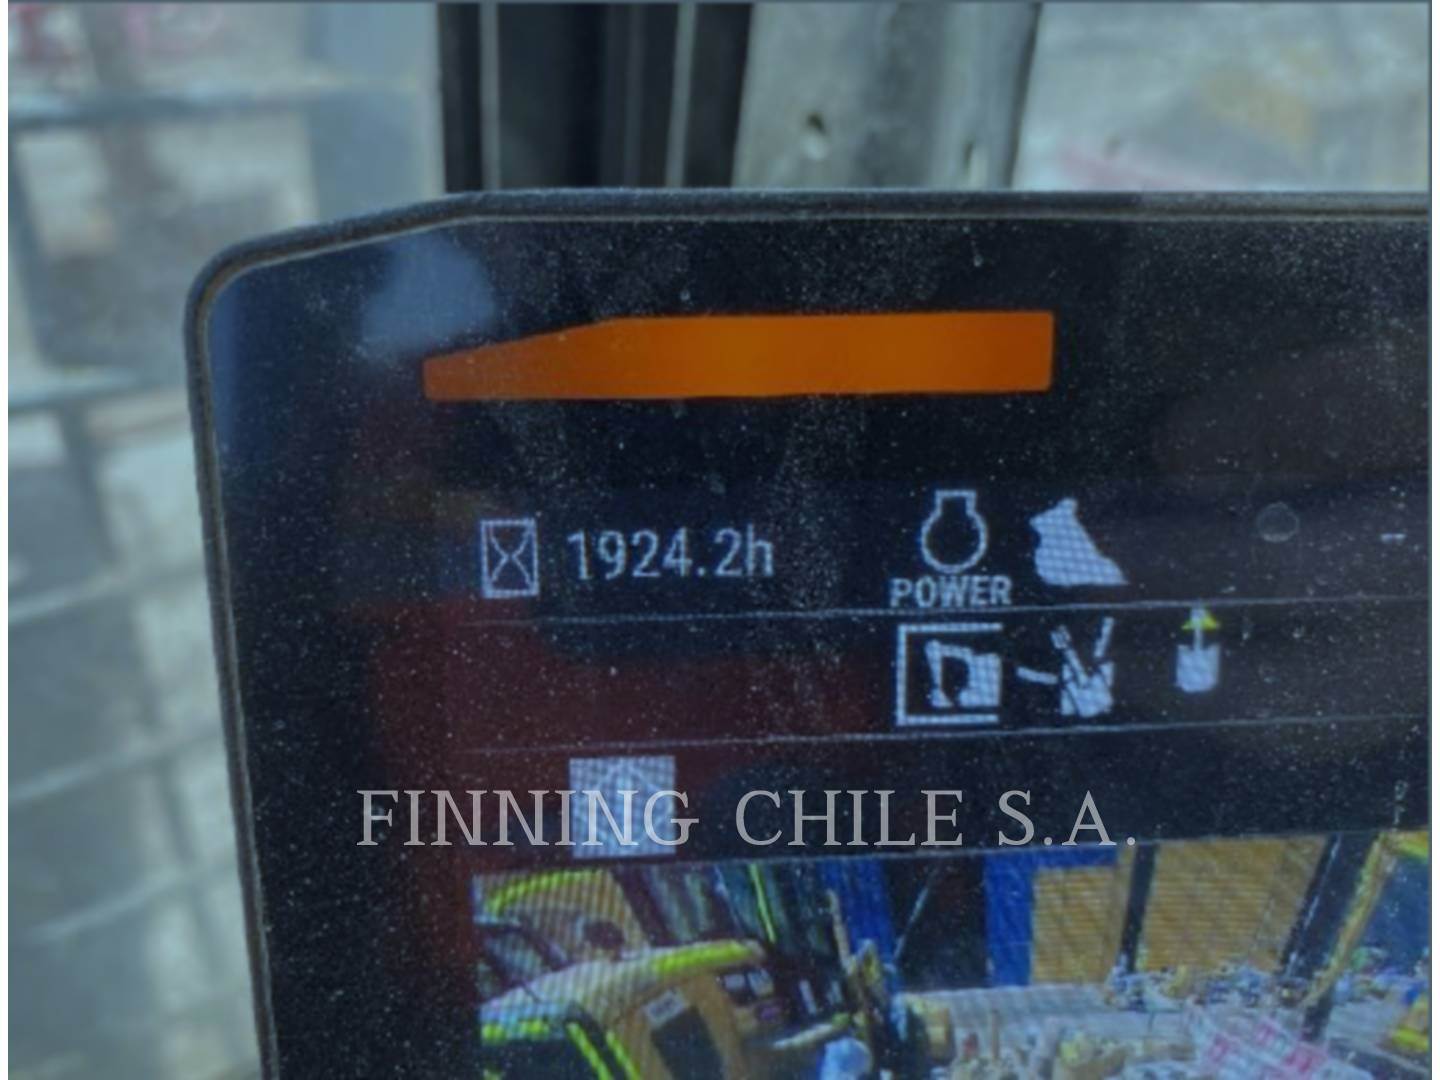 1924.2h
POWER
FINNING CHILE S.A.